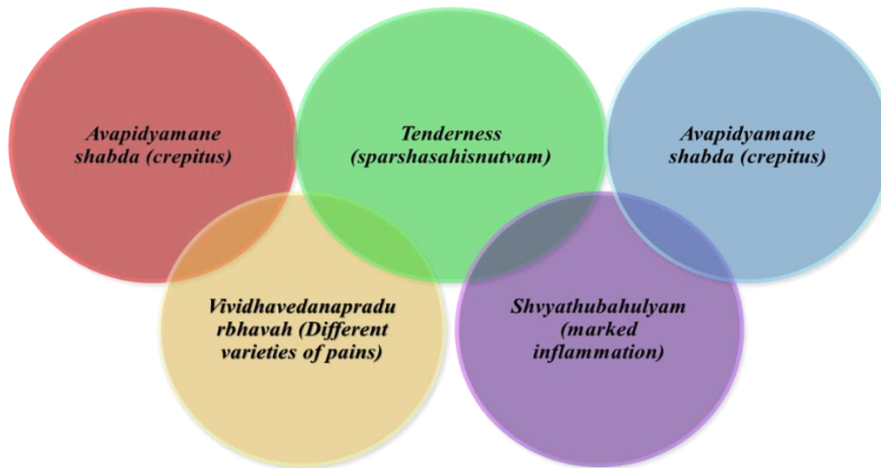 Avapidyamane
shabda (crepitus)
Tenderness
(sparshasahisnutvam)
Avapidyamane
shabda (crepitus)
Vividhavedanapradu
rbhavah (Different
varieties of pains)
Shvyathubahulyam
(marked
inflammation)